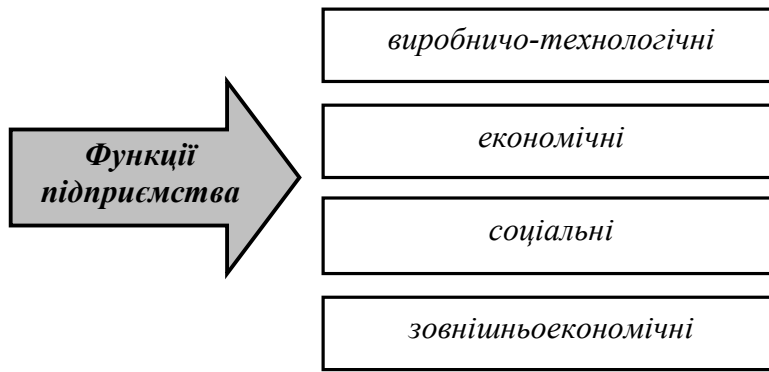 Функції
підприємства
виробничо-технологічні
економічні
соціальні
зовнішньоекономічні